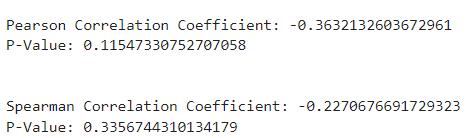 Pearson Correlation Coefficient: -0.3632132603672961
P-Value: 0.11547330752707058
Spearman Correlation Coefficient: -0.2270676691729323
P-Value: 0.3356744310134179